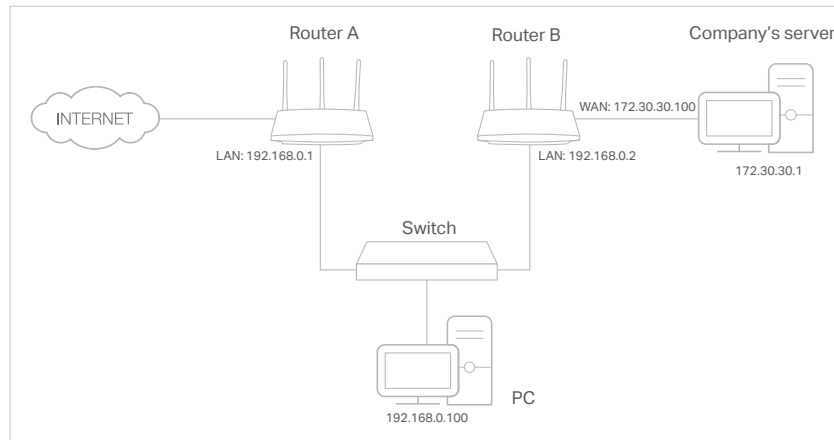 Router A
Router B
Company's server
INTERNET
WAN: 172.30.30.100
LAN: 192.168.0.1
LAN: 192.168.0.2
172.30.30.1
Switch
PC
192.168.0.100